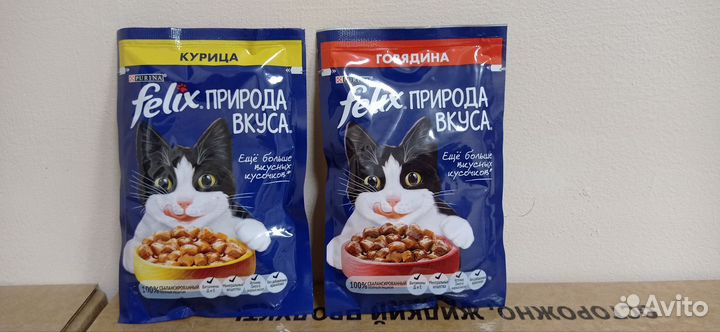 КУРИЦА
PURINA
felix ПРИРОДА
ВКУСА
Ещё больше
вкусных
кусочков*
100% СБАЛАНСИРОВАННЫЙ
ГОВЯДИНА
PURINA
felix ПРИРОДА
ВКУСА
Ещё больше
вкусных
кусочков*
100% СБАЛАНСИРОВАННЫЙ
ОСТОРОЖНО, ЖИДКИЙ ПРОДУКТ
Avito